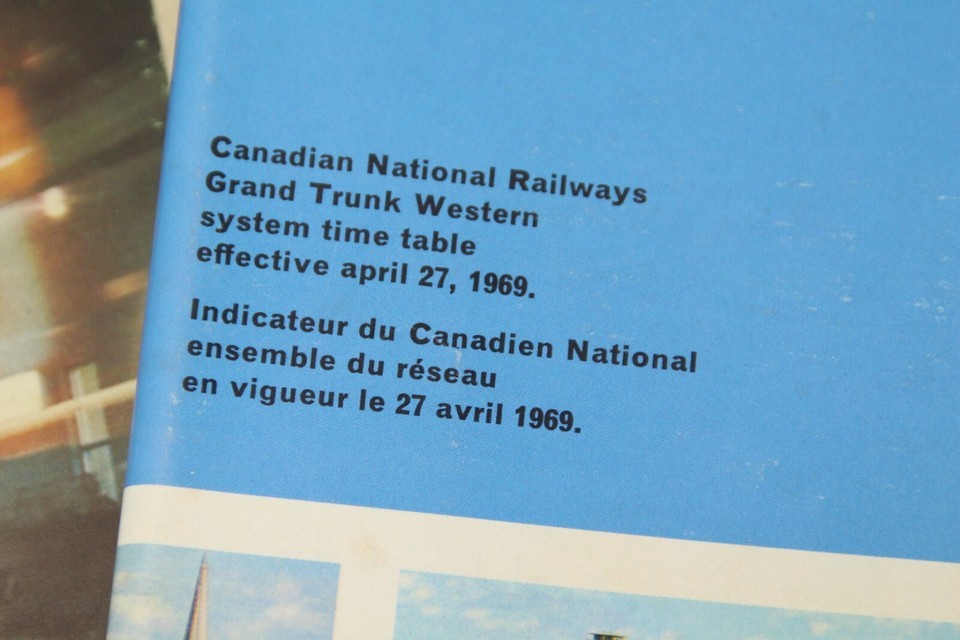 Canadian National Railways
Grand Trunk Western
system time table
effective april 27, 1969.
Indicateur du Canadien National
ensemble du réseau
en vigueur le 27 avril 1969.